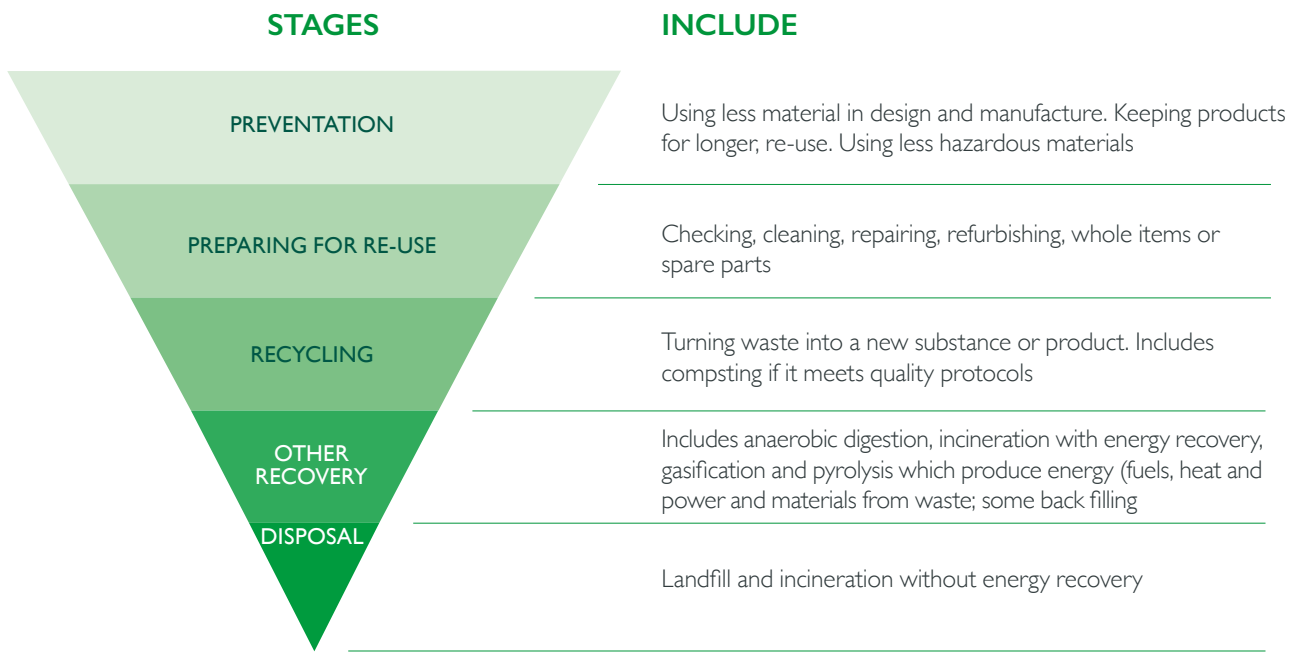 STAGES
INCLUDE
PREVENTATION
Using less material in design and manufacture. Keeping products
for longer, re-use. Using less hazardous materials
PREPARING FOR RE-USE
Checking, cleaning, repairing, refurbishing, whole items or
spare parts
RECYCLING
Turning waste into a new substance or product. Includes
compsting if it meets quality protocols
OTHER
RECOVERY
Includes anaerobic digestion, incineration with energy recovery,
gasification and pyrolysis which produce energy (fuels, heat and
power and materials from waste; some back filling
DISPOSAL
Landfill and incineration without energy recovery